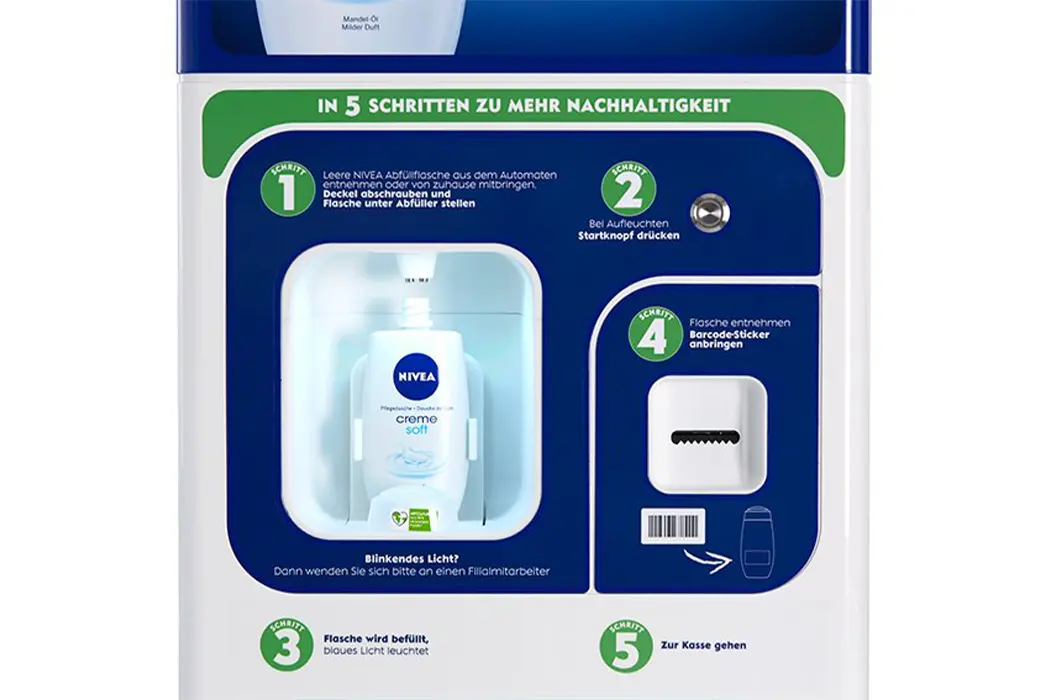 Mandel-Öl
Milder Duft
IN 5 SCHRITTEN ZU MEHR NACHHALTIGKEIT
SCHRITT
1
Leere NIVEA Abfüllflasche aus dem Automaten
entnehmen oder von zuhause mitbringen.
Deckel abschrauben und
Flasche unter Abfüller stellen
SCHRITT
2
Bei Aufleuchten
Startknopf drücken
NIVEA
Pflegedusche • Douche
creme
soft
Blinkendes Licht?
Dann wenden Sie sich bitte an einen Filialmitarbeiter
SCHRITT
4
Flasche entnehmen
Barcode-Sticker
anbringen
SCHRITT
3
Flasche wird befüllt,
blaues Licht leuchtet
SCHRITT
5
Zur Kasse gehen